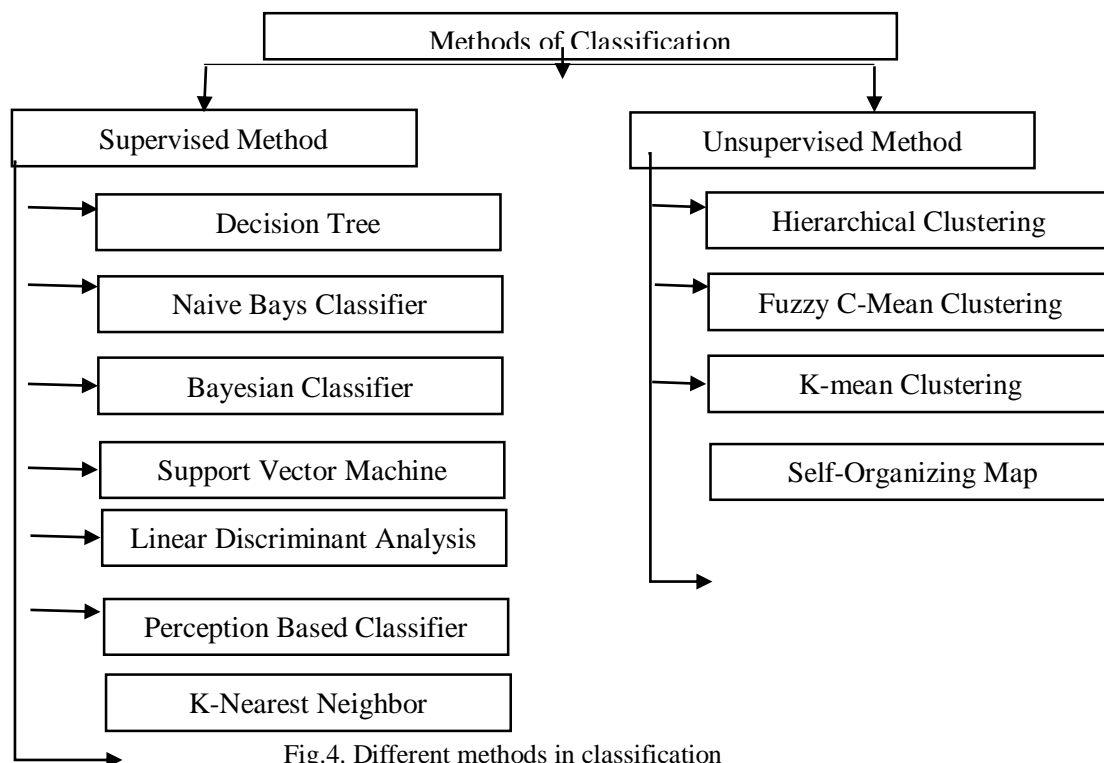 Methods of Classification
Supervised Method
Decision Tree
Naive Bays Classifier
Bayesian Classifier
Support Vector Machine
Linear Discriminant Analysis
Perception Based Classifier
K-Nearest Neighbor
Unsupervised Method
Hierarchical Clustering
Fuzzy C-Mean Clustering
K-mean Clustering
Self-Organizing Map
Fig.4. Different methods in classification